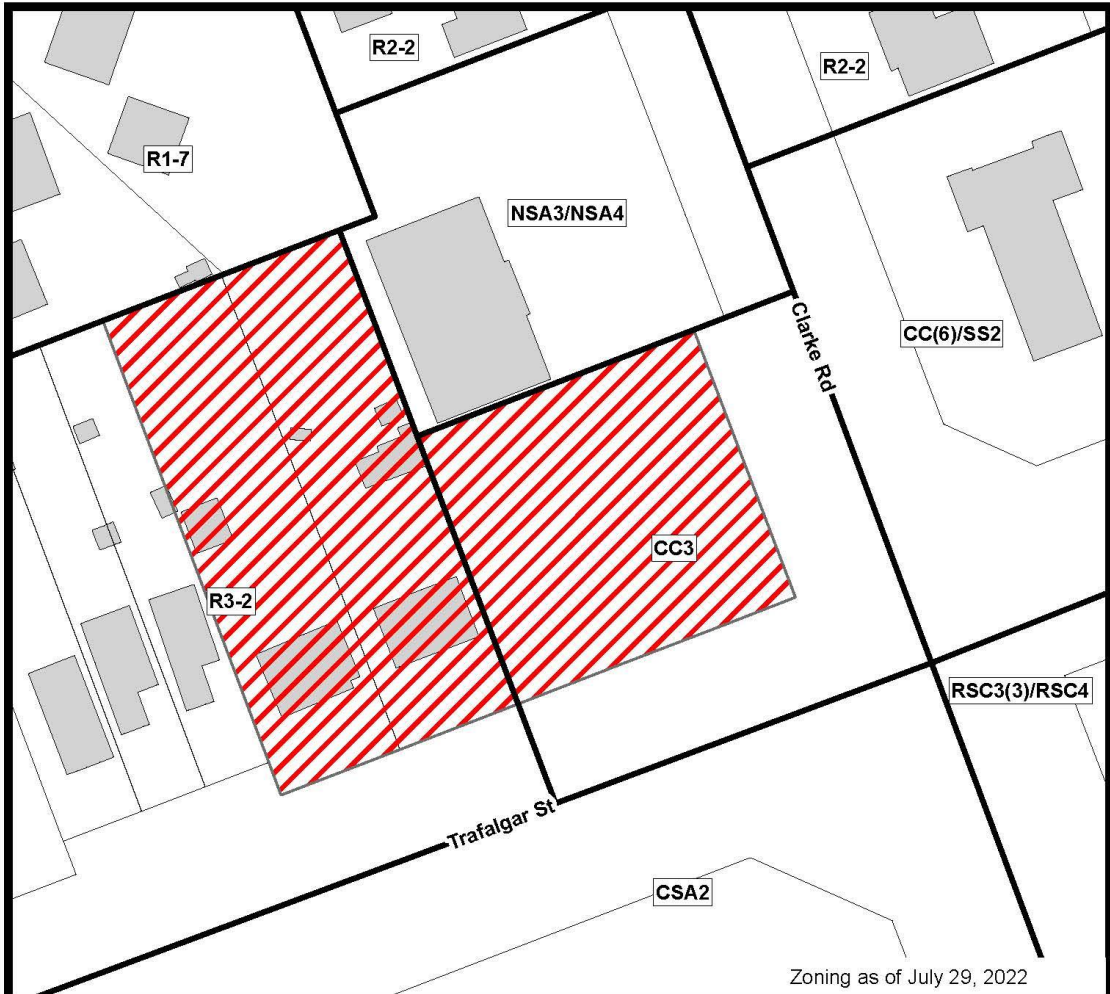 R2-2
R2-2
R1-7
NSA3/NSA4
Clarke Rd
CC(6)/SS2
CC3
R3-2
RSC3(3)/RSC4
Trafalgar St
CSA2
Zoning as of July 29, 2022